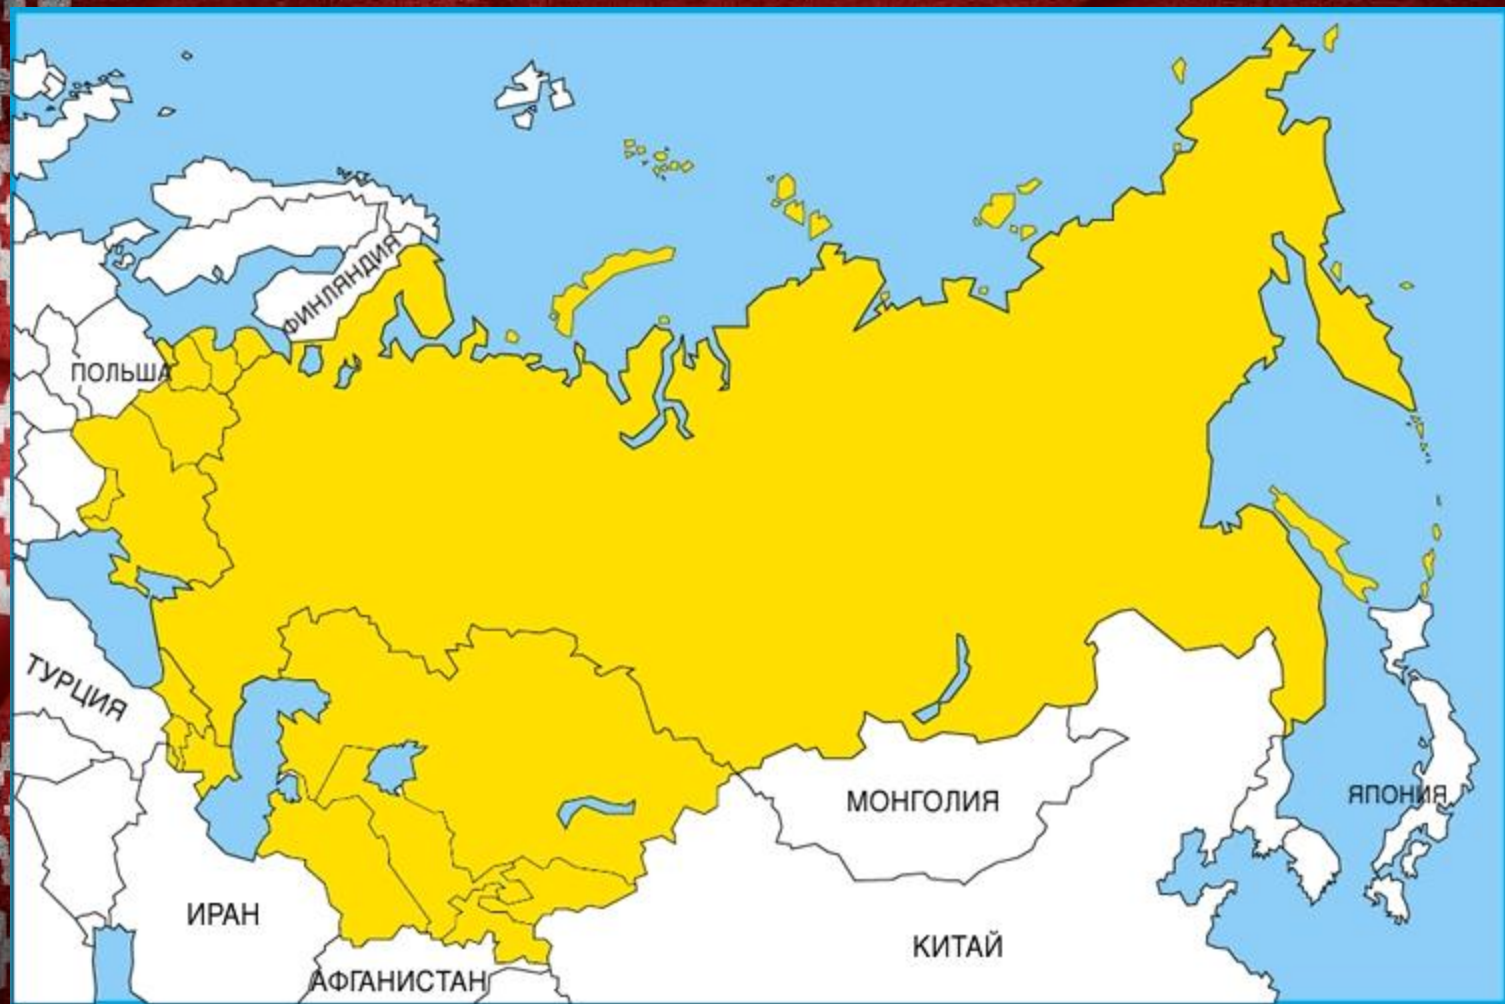 ФИНЛЯНДИЯ
ПОЛЬША
ТУРЦИЯ
МОНГОЛИЯ
ЯПОНИЯ
ИРАН
КИТАЙ
АФГАНИСТАН